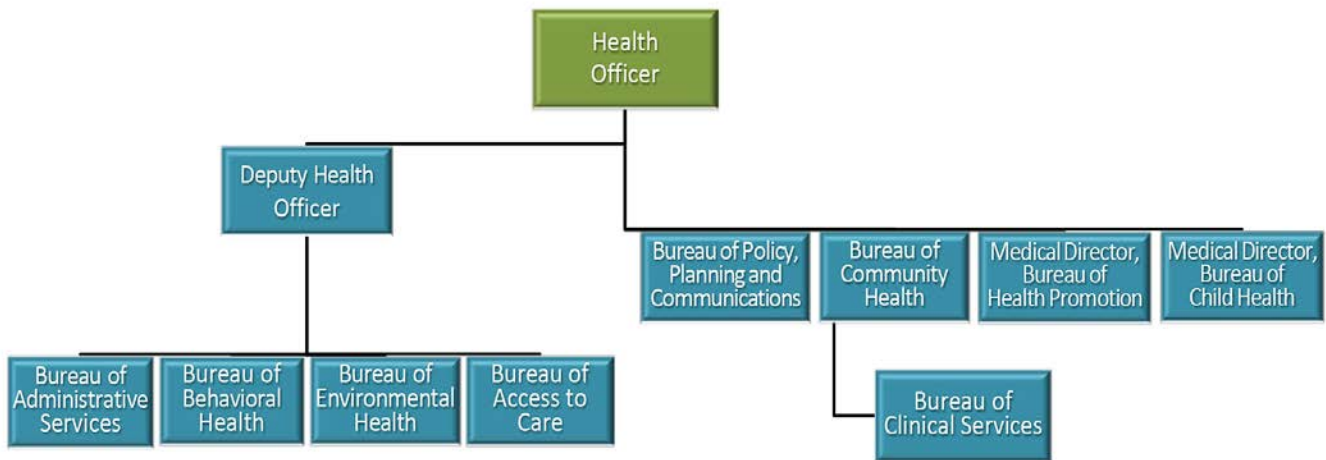 Health
Officer
Deputy Health
Officer
Bureau of Policy,
Planning and
Communications
Bureau of
Community
Health
Medical Director,
Bureau of
Health Promotion
Medical Director,
Bureau of
Child Health
Bureau of
Administrative
Services
Bureau of
Behavioral
Health
Bureau of
Environmental
Health
Bureau of
Access to
Care
Bureau of
Clinical Services